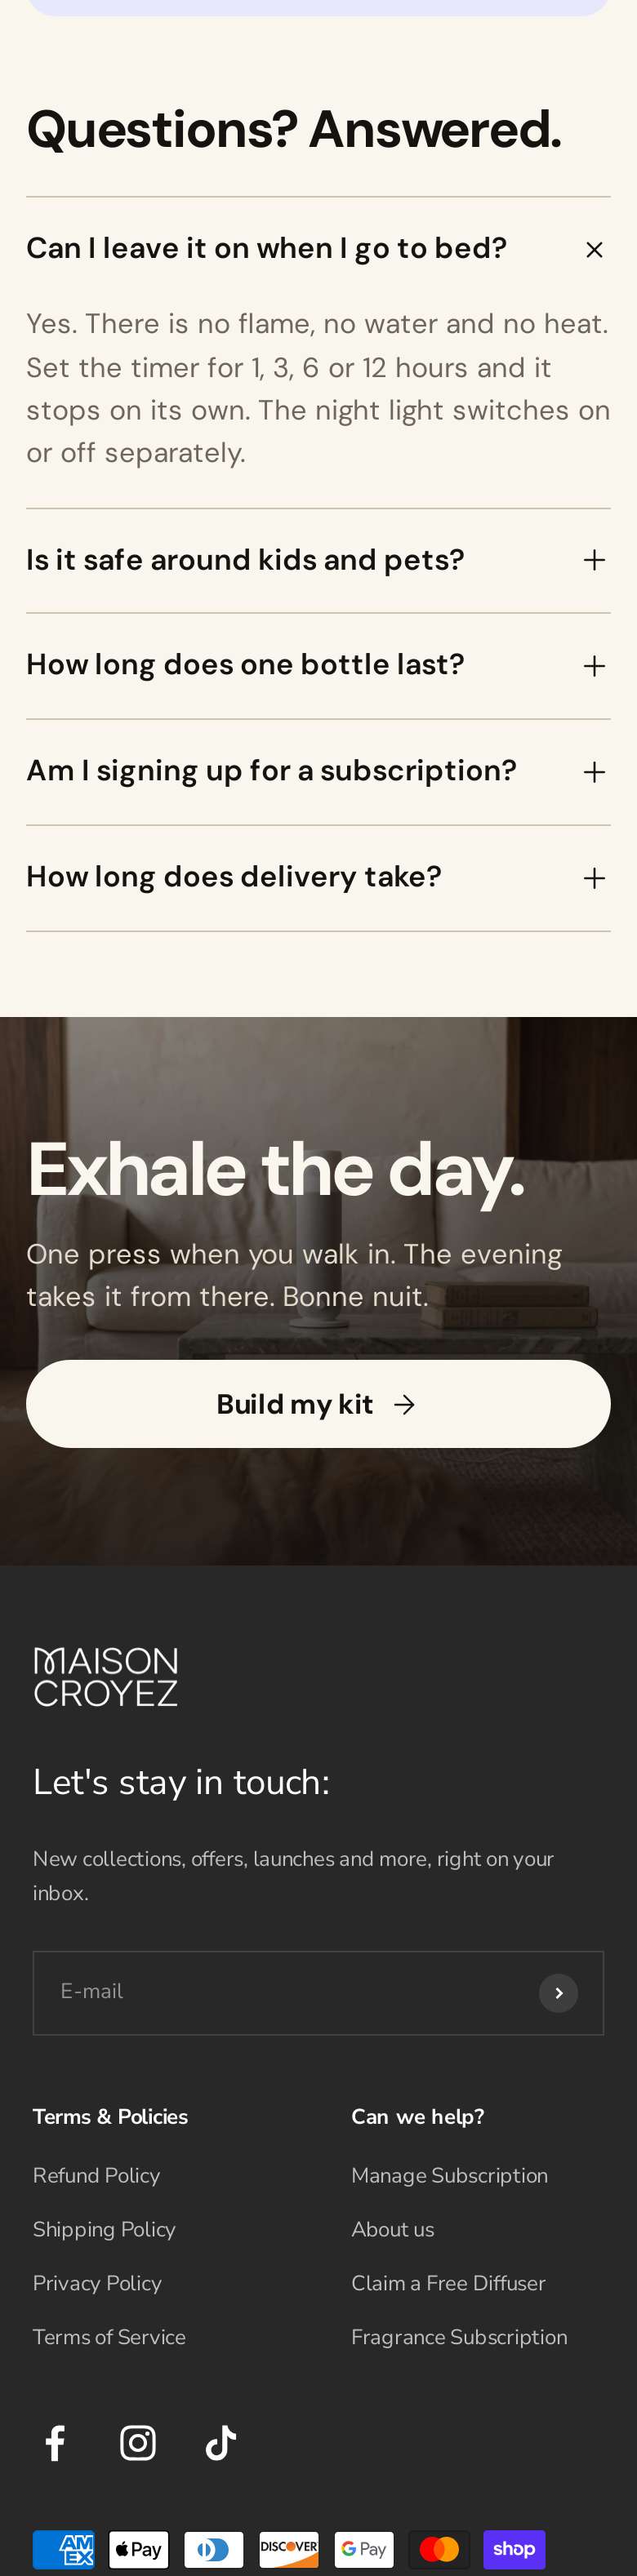 Questions? Answered.
Can I leave it on when I go to bed?
Yes. There is no flame, no water and no heat.
Set the timer for 1, 3, 6 or 12 hours and it
stops on its own. The night light switches on
or off separately.
Is it safe around kids and pets?
How long does one bottle last?
Am I signing up for a subscription?
How long does delivery take?
Exhale the day.
One press when you walk in. The evening
takes it from there. Bonne nuit.
Build my kit
MAISON
CROYEZ
Let's stay in touch:
New collections, offers, launches and more, right on your
inbox.
E-mail
Terms & Policies
Refund Policy
Shipping Policy
Privacy Policy
Terms of Service
Can we help?
Manage Subscription
About us
Claim a Free Diffuser
Fragrance Subscription
AM
EX
Pay
DISCOVER
G Pay
shop